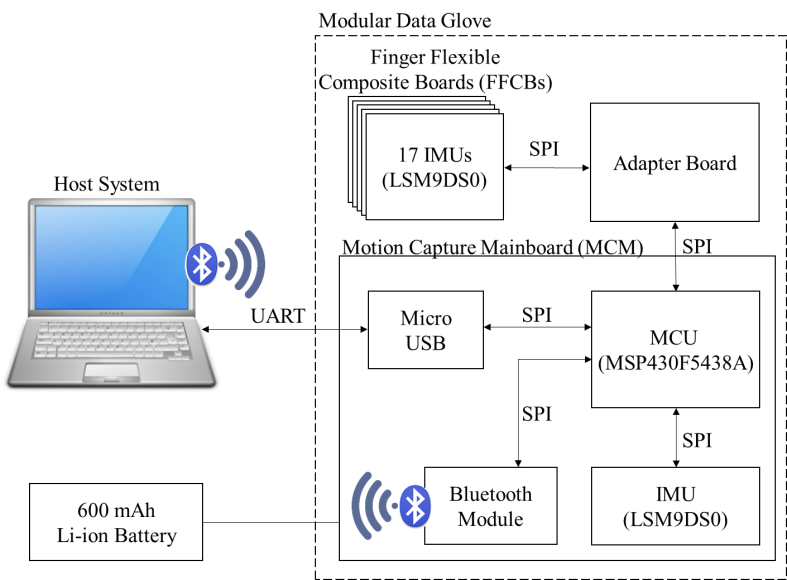 Modular Data Glove
Finger Flexible
Composite Boards (FFCBs)
17 IMUs
(LSM9DS0)
SPI
Adapter Board
Host System
SPI
Motion Capture Mainboard (MCM)
UART
Micro
USB
SPI
MCU
(MSP430F5438A)
SPI
SPI
Bluetooth
Module
IMU
(LSM9DS0)
600 mAh
Li-ion Battery